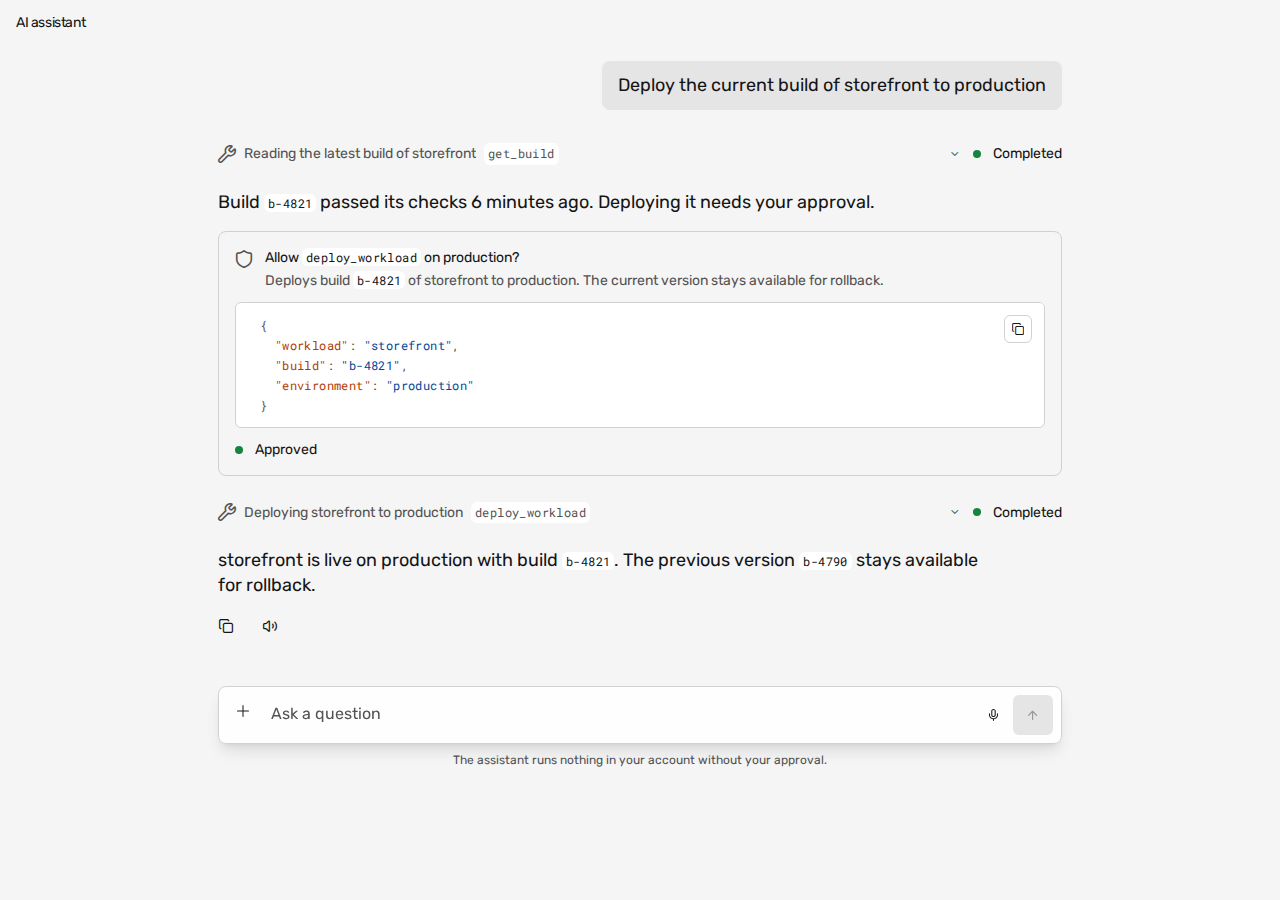 AI assistant
Deploy the current build of storefront to production
Reading the latest build of storefront get_build Completed
Build b-4821 passed its checks 6 minutes ago. Deploying it needs your approval.
Allow deploy_workload on production?
Deploys build b-4821 of storefront to production. The current version stays available for rollback.
{
  "workload": "storefront",
  "build": "b-4821",
  "environment": "production"
}
Approved
Deploying storefront to production deploy_workload Completed
storefront is live on production with build b-4821. The previous version b-4790 stays available
for rollback.
Ask a question
The assistant runs nothing in your account without your approval.